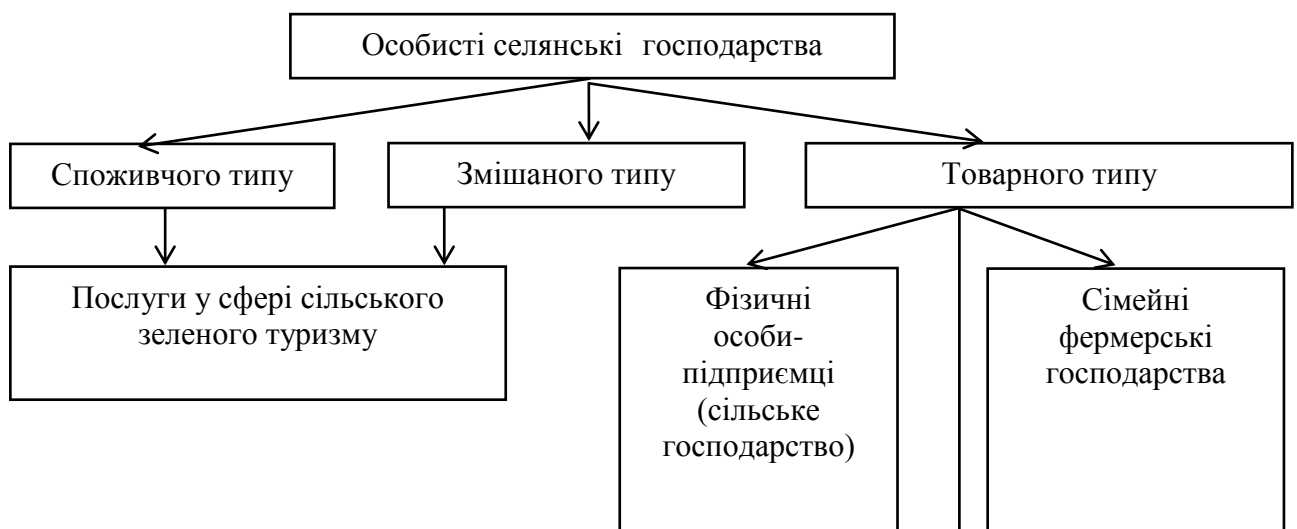 Особисті селянські господарства
Споживчого типу
Змішаного типу
Товарного типу
Послуги у сфері сільського
зеленого туризму
Фізичні
особи-
підприємці
(сільське
господарство)
Сімейні
фермерські
господарства